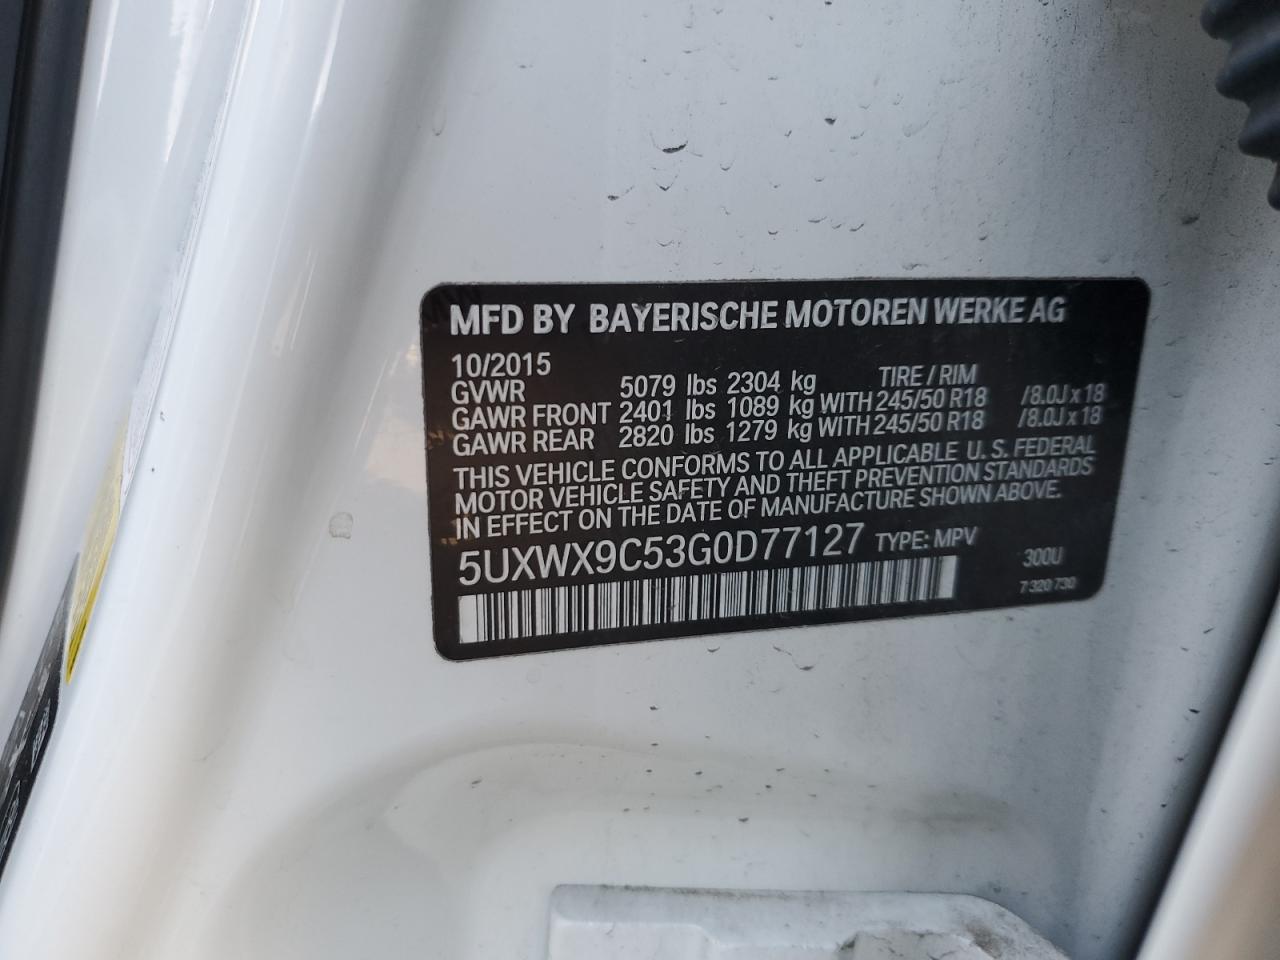 MFD BY BAYERISCHE MOTOREN WERKE AG
10/2015
TIRE / RIM
GVWR 5079 lbs 2304 kg
GAWR FRONT 2401 lbs 1089 kg WITH 245/50 R18 /8.0J x 18
GAWR REAR 2820 lbs 1279 kg WITH 245/50 R18 /8.0J x 18
THIS VEHICLE CONFORMS TO ALL APPLICABLE U. S. FEDERAL
MOTOR VEHICLE SAFETY AND THEFT PREVENTION STANDARDS
IN EFFECT ON THE DATE OF MANUFACTURE SHOWN ABOVE.
5UXWX9C53G0D77127 TYPE: MPV
300U
7 320 730